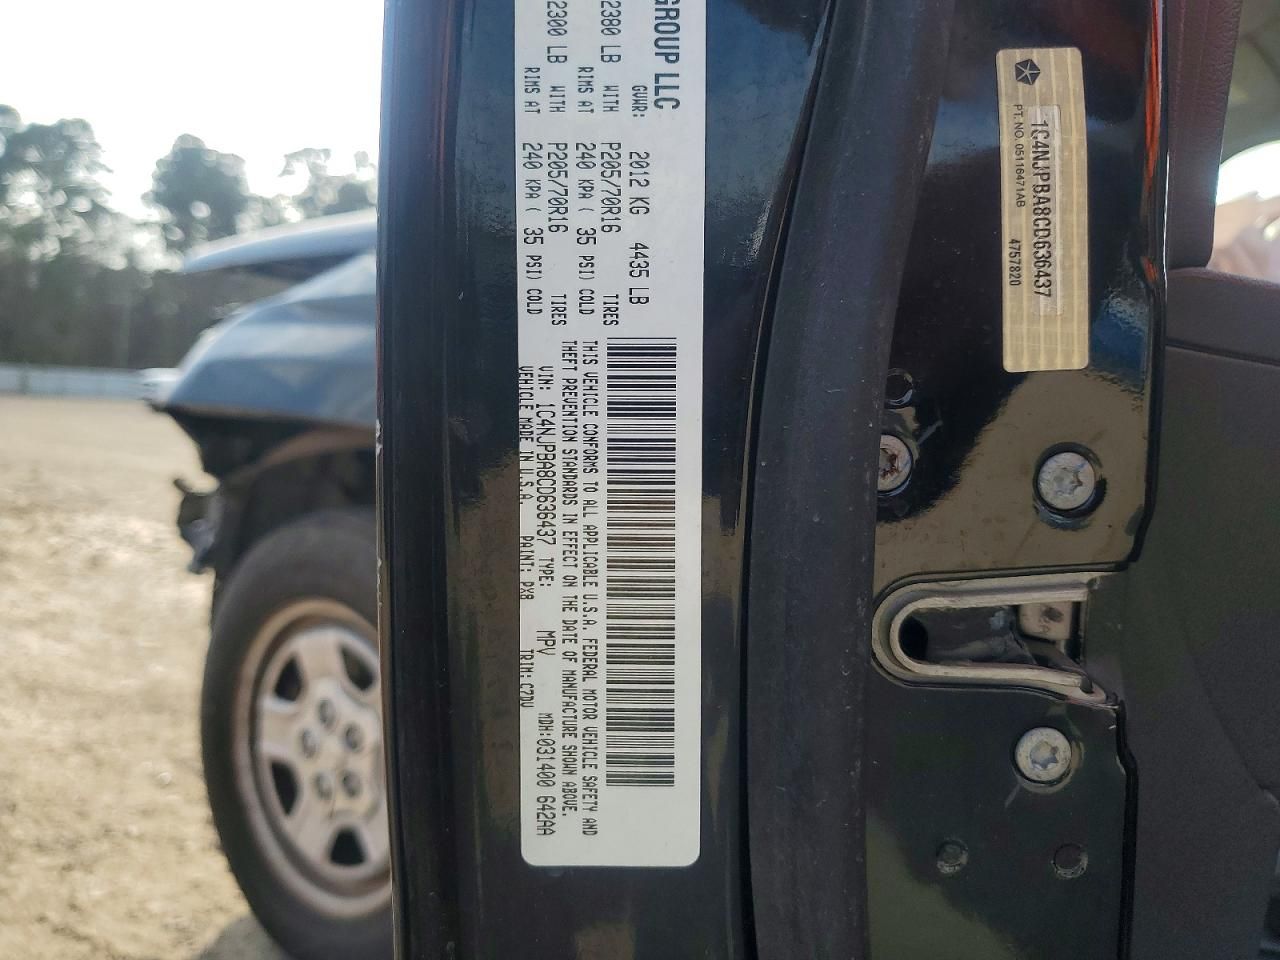 GROUP LLC
GVWR: 2012 KG 4435 LB
2380 LB WITH P205/70R16 TIRES
RIMS AT 240 KPA( 35 PSI) COLD
2300 LB WITH P205/70R16 TIRES
RIMS AT 240 KPA( 35 PSI) COLD
THIS VEHICLE CONFORMS TO ALL APPLICABLE U.S.A. FEDERAL MOTOR VEHICLE SAFETY AND
THEFT PREVENTION STANDARDS IN EFFECT ON THE DATE OF MANUFACTURE SHOWN ABOVE.
VIN: 1C4NJPBA8CD636437 TYPE: MPV MDH:031400 642AA
VEHICLE MADE IN U.S.A. PAINT: PX8 TRIM: C7DV
1C4NJPBA8CD636437
PT. NO. 05116471AB 4757820